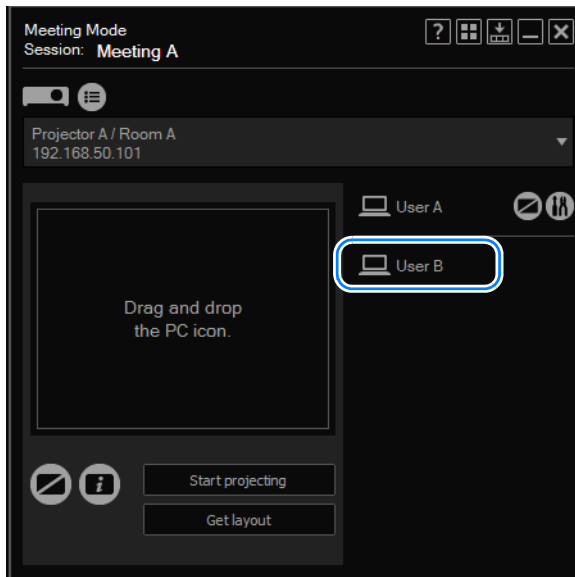 Meeting Mode
Session: Meeting A
Projector A / Room A
192.168.50.101
User A
User B
Drag and drop
the PC icon.
Start projecting
Get layout